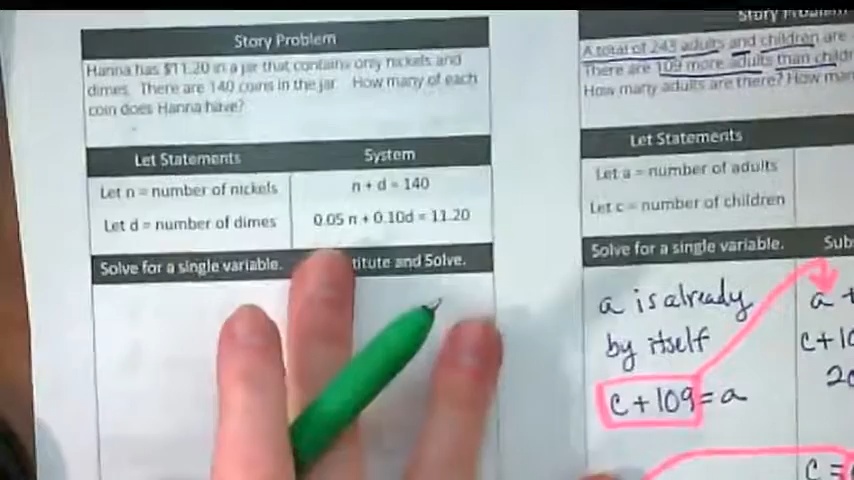 Story Problem
Hanna has $11.20 in a jar that contains only nickels and
dimes. There are 140 coins in the jar. How many of each
coin does Hanna have?
Let Statements
System
Let n = number of nickels
n + d = 140
Let d = number of dimes
0.05 n + 0.10d = 11.20
Solve for a single variable.
and Solve.
Story Problem
A total of 243 adults and children are
There are 109 more adults than
How many adults are there? How
Let Statements
Let a = number of adults
Let c = number of children
Solve for a single variable.
a is already
by itself
c + 109 = a
a +
c + 10
2c
c =